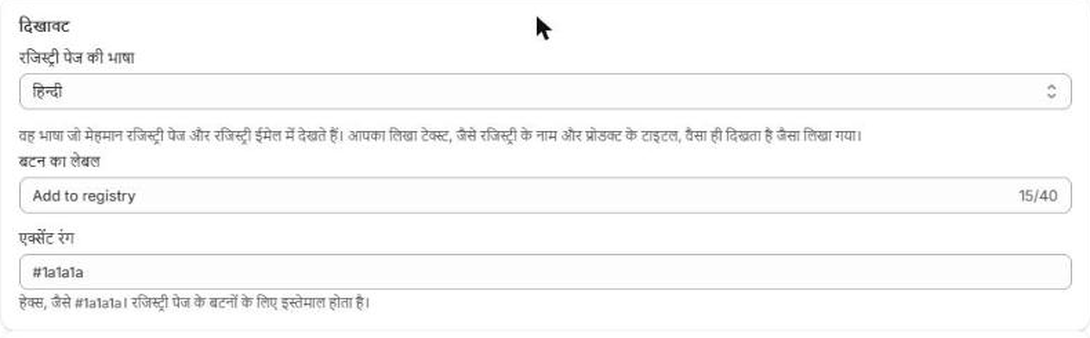 दिखावट
रजिस्ट्री पेज की भाषा
हिन्दी
वह भाषा जो मेहमान रजिस्ट्री पेज और रजिस्ट्री ईमेल में देखते हैं। आपका लिखा टेक्स्ट, जैसे रजिस्ट्री के नाम और प्रोडक्ट के टाइटल, वैसा ही दिखता है जैसा लिखा गया।
बटन का लेबल
Add to registry 15/40
एक्सेंट रंग
#1a1a1a
हेक्स, जैसे #1a1a1a। रजिस्ट्री पेज के बटनों के लिए इस्तेमाल होता है।